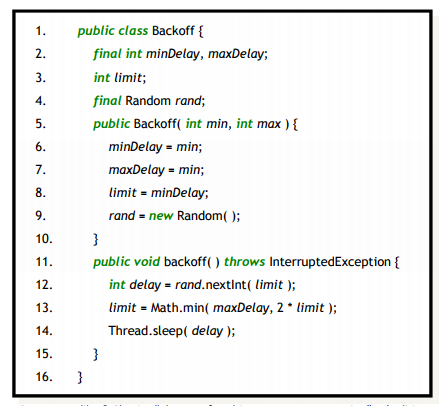 1. public class Backoff {
2. final int minDelay, maxDelay;
3. int limit;
4. final Random rand;
5. public Backoff( int min, int max ) {
6. minDelay = min;
7. maxDelay = min;
8. limit = minDelay;
9. rand = new Random( );
10. }
11. public void backoff( ) throws InterruptedException {
12. int delay = rand.nextInt( limit );
13. limit = Math.min( maxDelay, 2 * limit );
14. Thread.sleep( delay );
15. }
16. }